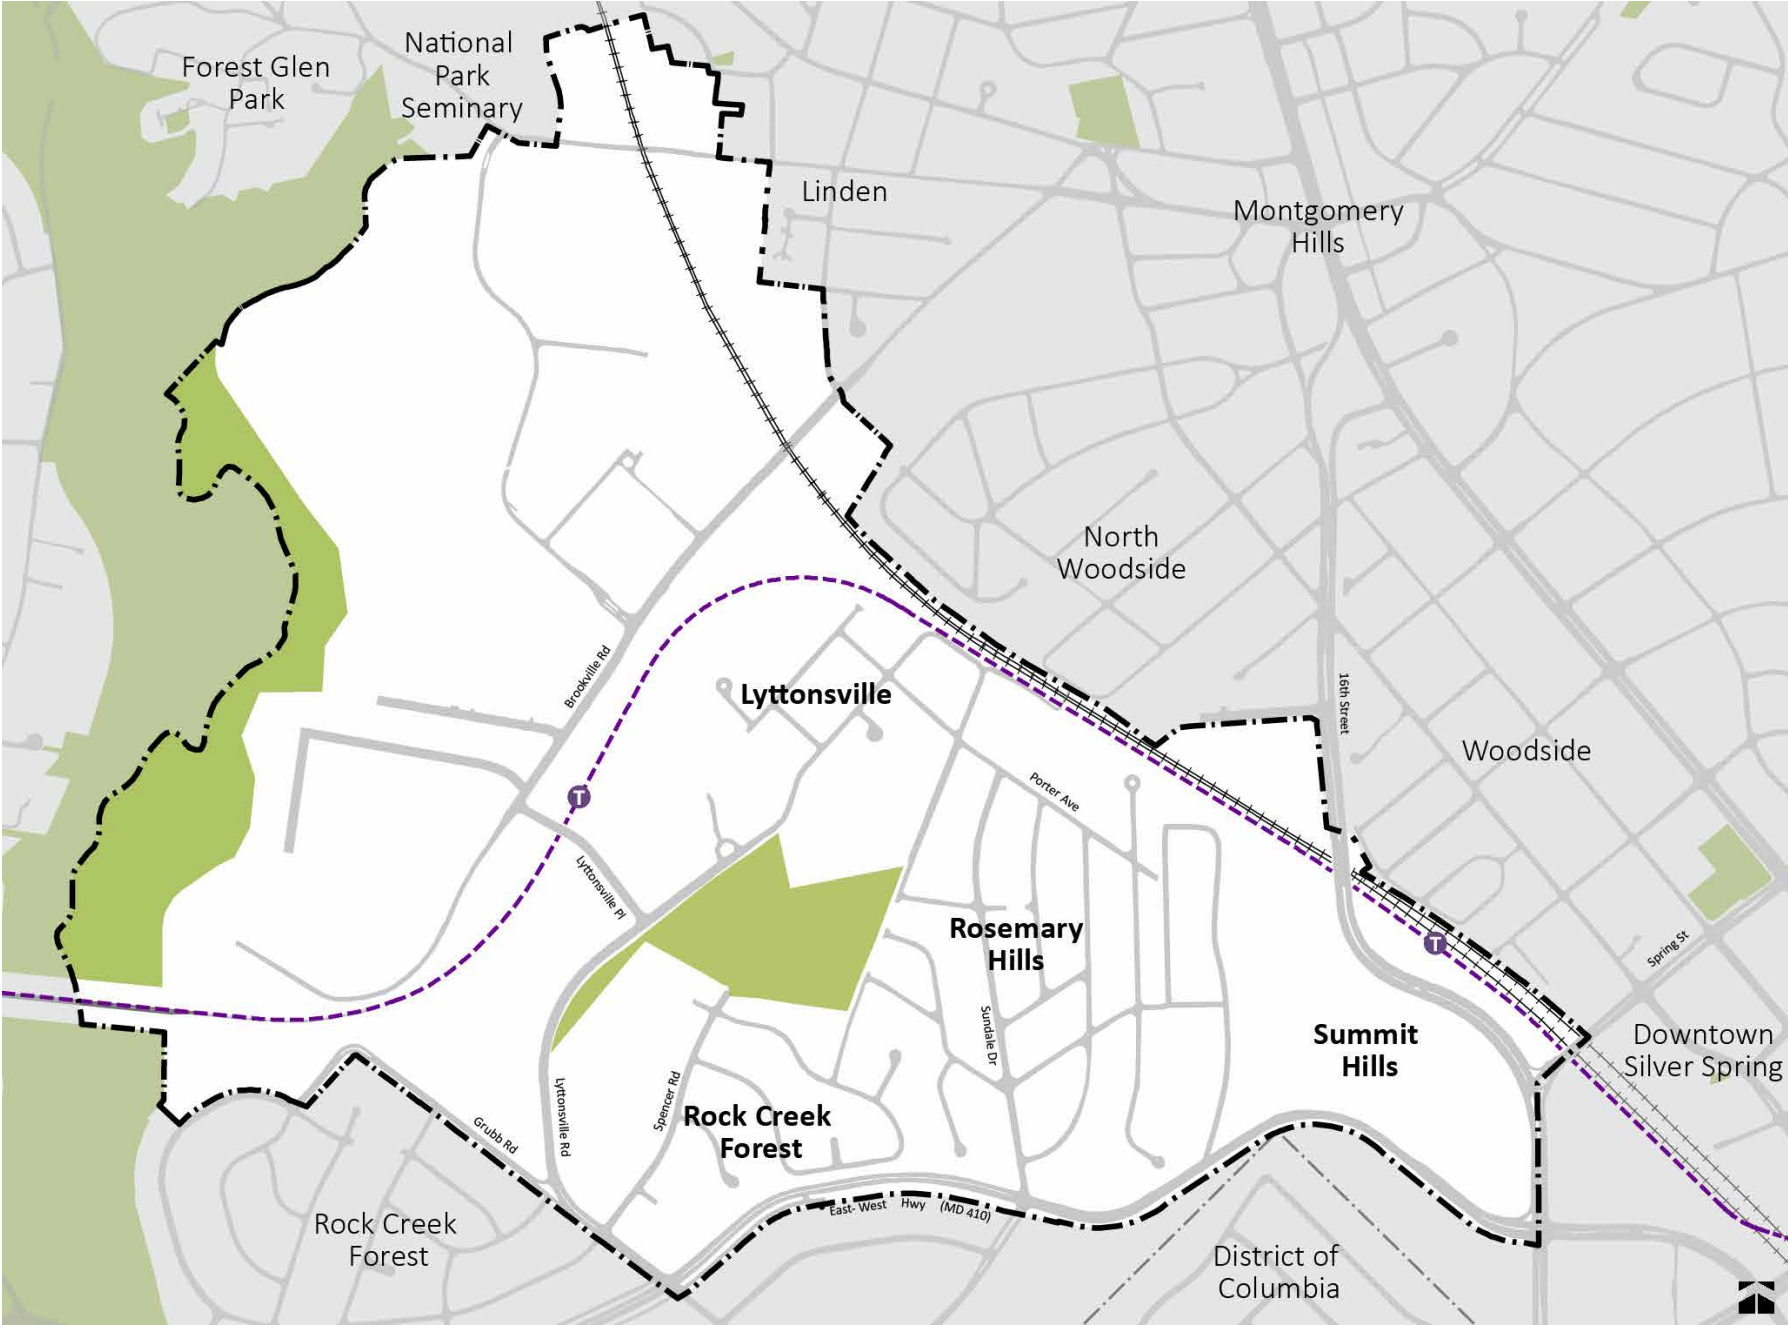 Forest Glen
Park
National
Park
Seminary
Linden
Montgomery
Hills
North
Woodside
Brookville Rd
Lyttonsville
16th Street
Woodside
T
Porter Ave
Lyttonsville Pl
Rosemary
Hills
T
Spring St
Sundale Dr
Summit
Hills
Downtown
Silver Spring
Grubb Rd
Lyttonsville Rd
Spencer Rd
Rock Creek
Forest
Rock Creek
Forest
East- West Hwy (MD 410)
District of
Columbia